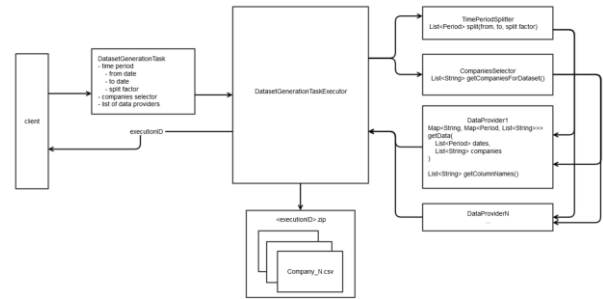 client
DatasetGenerationTask
- time period
- from date
- to date
- split factor
- companies selector
- list of data providers
executionID
DatasetGenerationTaskExecutor
<executionID>.zip
Company_N.csv
TimePeriodSplitter
List<Period> split(from, to, split factor)
CompaniesSelector
List<String> getCompaniesForDataset()
DataProvider1
Map<String, Map<Period, List<String>>>
getData(
List<Period> dates,
List<String> companies
)
List<String> getColumnNames()
DataProviderN
...